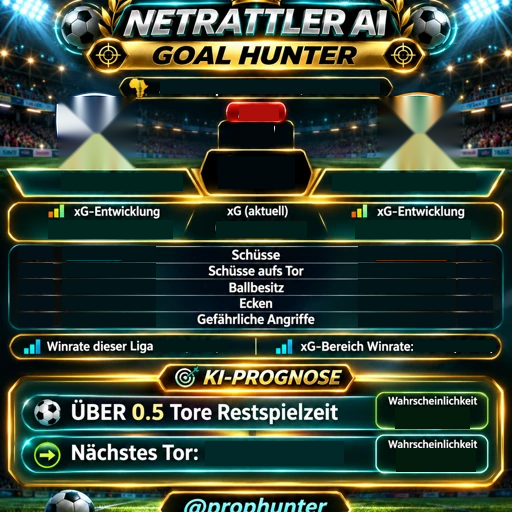 NETRATTLER AI
GOAL HUNTER
xG-Entwicklung
xG (aktuell)
xG-Entwicklung
Schüsse
Schüsse aufs Tor
Ballbesitz
Ecken
Gefährliche Angriffe
Winrate dieser Liga
xG-Bereich Winrate:
KI-PROGNOSE
ÜBER 0.5 Tore Restspielzeit
Wahrscheinlichkeit
Nächstes Tor:
Wahrscheinlichkeit
@prophunter